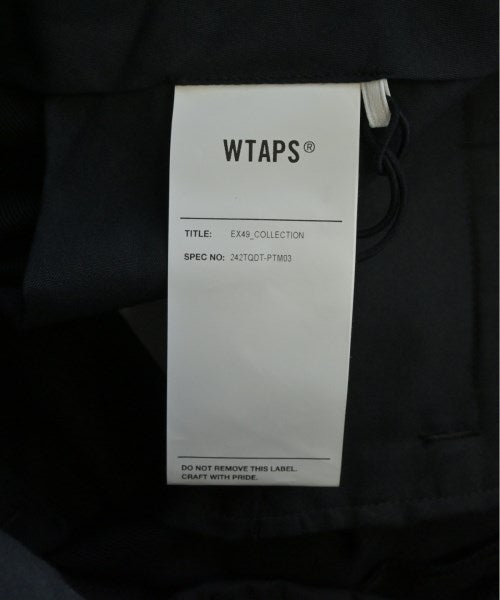 WTAPS®
TITLE: EX49_COLLECTION
SPEC NO: 242TQDT-PTM03
DO NOT REMOVE THIS LABEL.
CRAFT WITH PRIDE.